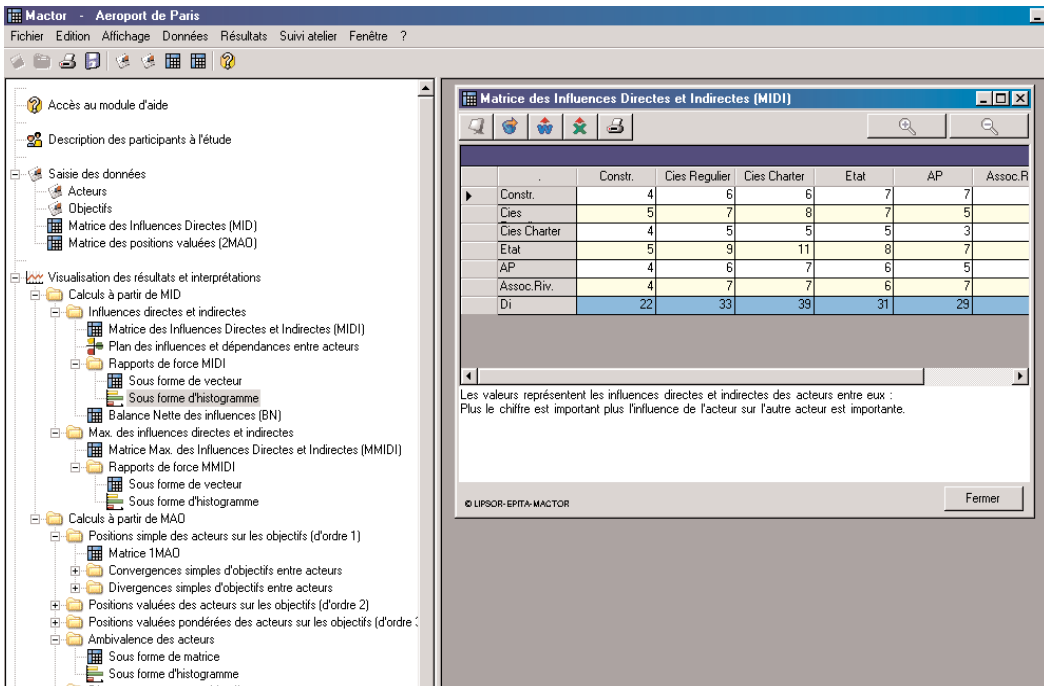 Mactor - Aeroport de Paris
Fichier Edition Affichage Données Résultats Suivi atelier Fenêtre ?
Accès au module d'aide
Description des participants à l'étude
Saisie des données
Acteurs
Objectifs
Matrice des Influences Directes (MID)
Matrice des positions valuées (2MAO)
Visualisation des résultats et interprétations
Calculs à partir de MID
Influences directes et indirectes
Matrice des Influences Directes et Indirectes (MIDI)
Plan des influences et dépendances entre acteurs
Rapports de force MIDI
Sous forme de vecteur
Sous forme d'histogramme
Balance Nette des influences (BN)
Max. des influences directes et indirectes
Matrice Max. des Influences Directes et Indirectes (MMIDI)
Rapports de force MMIDI
Sous forme de vecteur
Sous forme d'histogramme
Calculs à partir de MAO
Positions simple des acteurs sur les objectifs (d'ordre 1)
Matrice 1MAO
Convergences simples d'objectifs entre acteurs
Divergences simples d'objectifs entre acteurs
Positions valuées des acteurs sur les objectifs (d'ordre 2)
Positions valuées pondérées des acteurs sur les objectifs (d'ordre
Ambivalence des acteurs
Sous forme de matrice
Sous forme d'histogramme
Matrice des Influences Directes et Indirectes (MIDI)
. Constr. Cies Regulier Cies Charter Etat AP Assoc.R
Constr. 4 6 6 7 7
Cies 5 7 8 7 5
Cies Charter 4 5 5 5 3
Etat 5 9 11 8 7
AP 4 6 7 6 5
Assoc.Riv. 4 7 7 6 7
Di 22 33 39 31 29
Les valeurs représentent les influences directes et indirectes des acteurs entre eux :
Plus le chiffre est important plus l'influence de l'acteur sur l'autre acteur est importante.
© LIPSOR-EPITA-MACTOR
Fermer